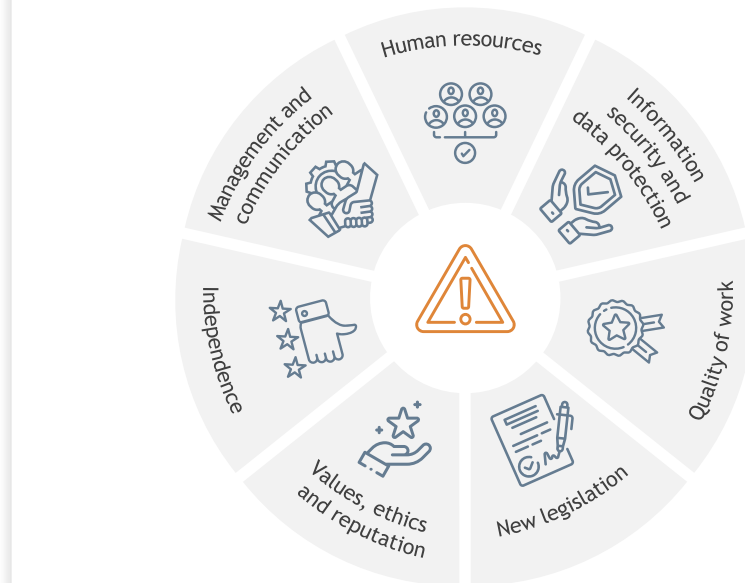 Human resources
Information
security and
data protection
Quality of work
New legislation
Values, ethics
and reputation
Independence
Management and
communication